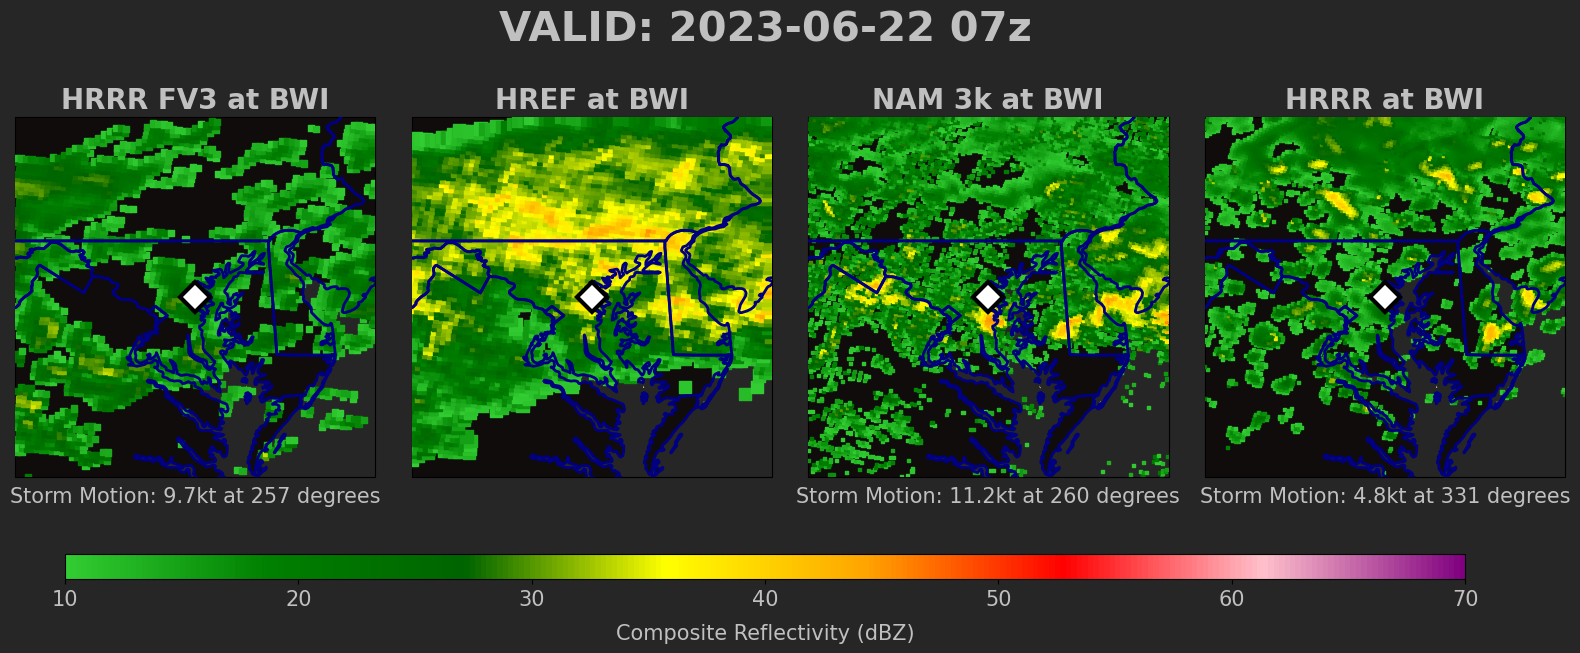 VALID: 2023-06-22 07z
HRRR FV3 at BWI
HREF at BWI
NAM 3k at BWI
HRRR at BWI
Storm Motion: 9.7kt at 257 degrees
Storm Motion: 11.2kt at 260 degrees
Storm Motion: 4.8kt at 331 degrees
10 20 30 40 50 60 70
Composite Reflectivity (dBZ)